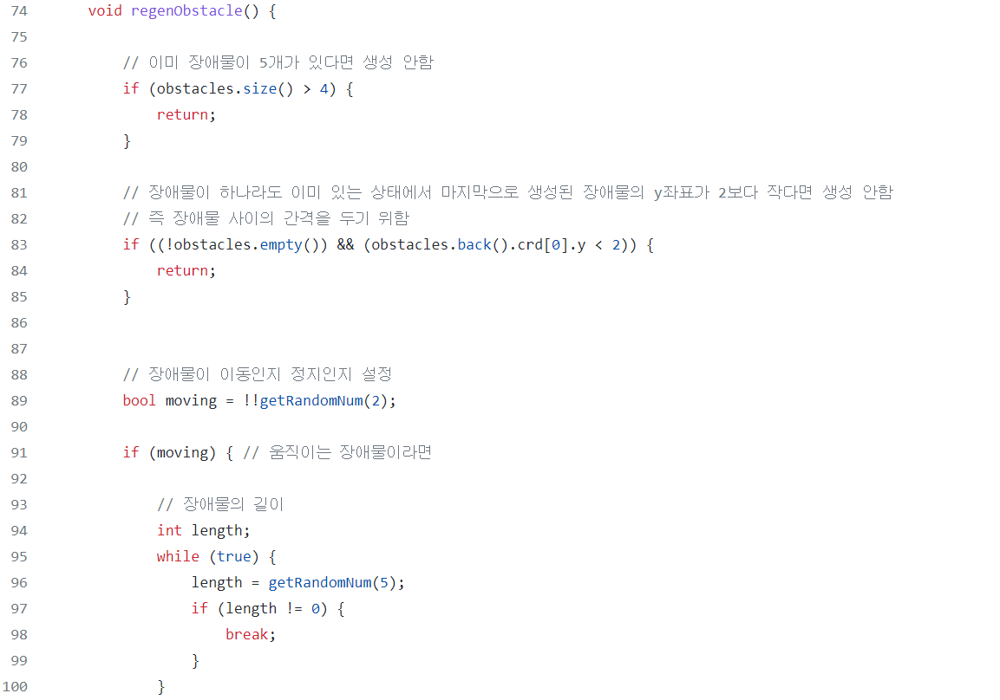 74 void regenObstacle() {
75
76 // 이미 장애물이 5개가 있다면 생성 안함
77 if (obstacles.size() > 4) {
78 return;
79 }
80
81 // 장애물이 하나라도 이미 있는 상태에서 마지막으로 생성된 장애물의 y좌표가 2보다 작다면 생성 안함
82 // 즉 장애물 사이의 간격을 두기 위함
83 if ((!obstacles.empty()) && (obstacles.back().crd[0].y < 2)) {
84 return;
85 }
86
87
88 // 장애물이 이동인지 정지인지 설정
89 bool moving = !!getRandomNum(2);
90
91 if (moving) { // 움직이는 장애물이라면
92
93 // 장애물의 길이
94 int length;
95 while (true) {
96 length = getRandomNum(5);
97 if (length != 0) {
98 break;
99 }
100 }